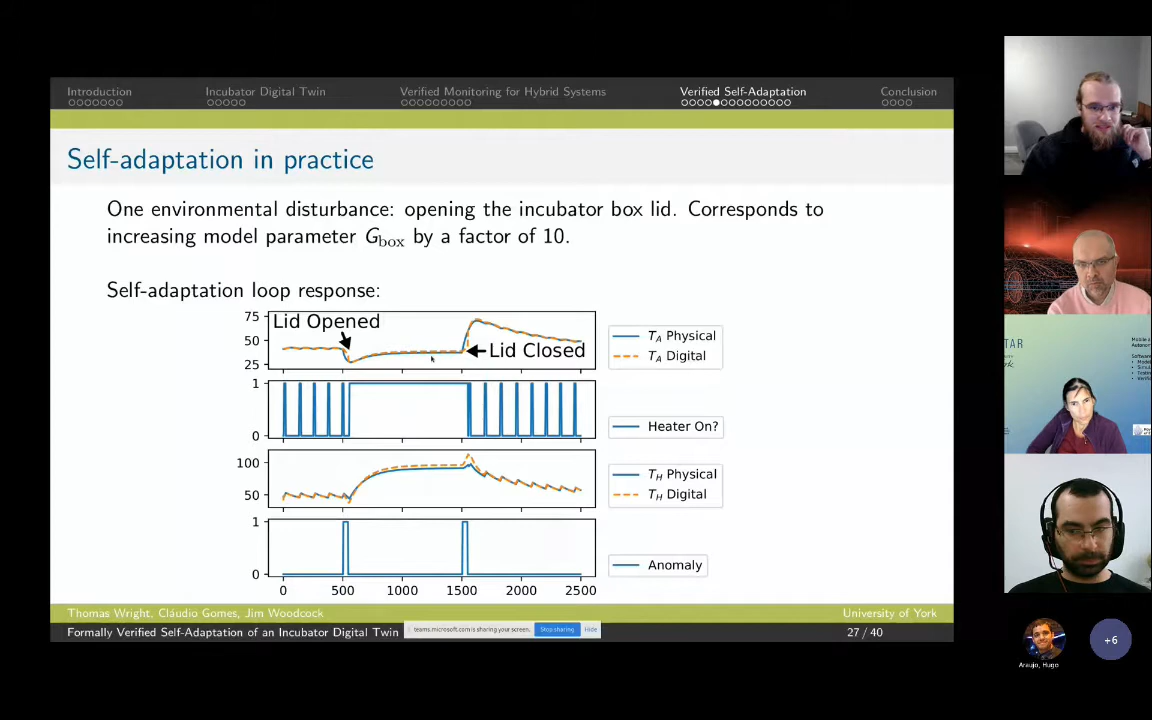 Introduction
Incubator Digital Twin
Verified Monitoring for Hybrid Systems
Verified Self-Adaptation
Conclusion
Self-adaptation in practice
One environmental disturbance: opening the incubator box lid. Corresponds to
increasing model parameter Gbox by a factor of 10.
Self-adaptation loop response:
75
50
25
Lid Opened
Lid Closed
TA Physical
TA Digital
1
0
Heater On?
100
50
TH Physical
TH Digital
1
0
Anomaly
0 500 1000 1500 2000 2500
Thomas Wright, Cláudio Gomes, Jim Woodcock
University of York
Formally Verified Self-Adaptation of an Incubator Digital Twin
27 / 40
teams.microsoft.com is sharing your screen.
Stop sharing
Hide
Araujo, Hugo
+6